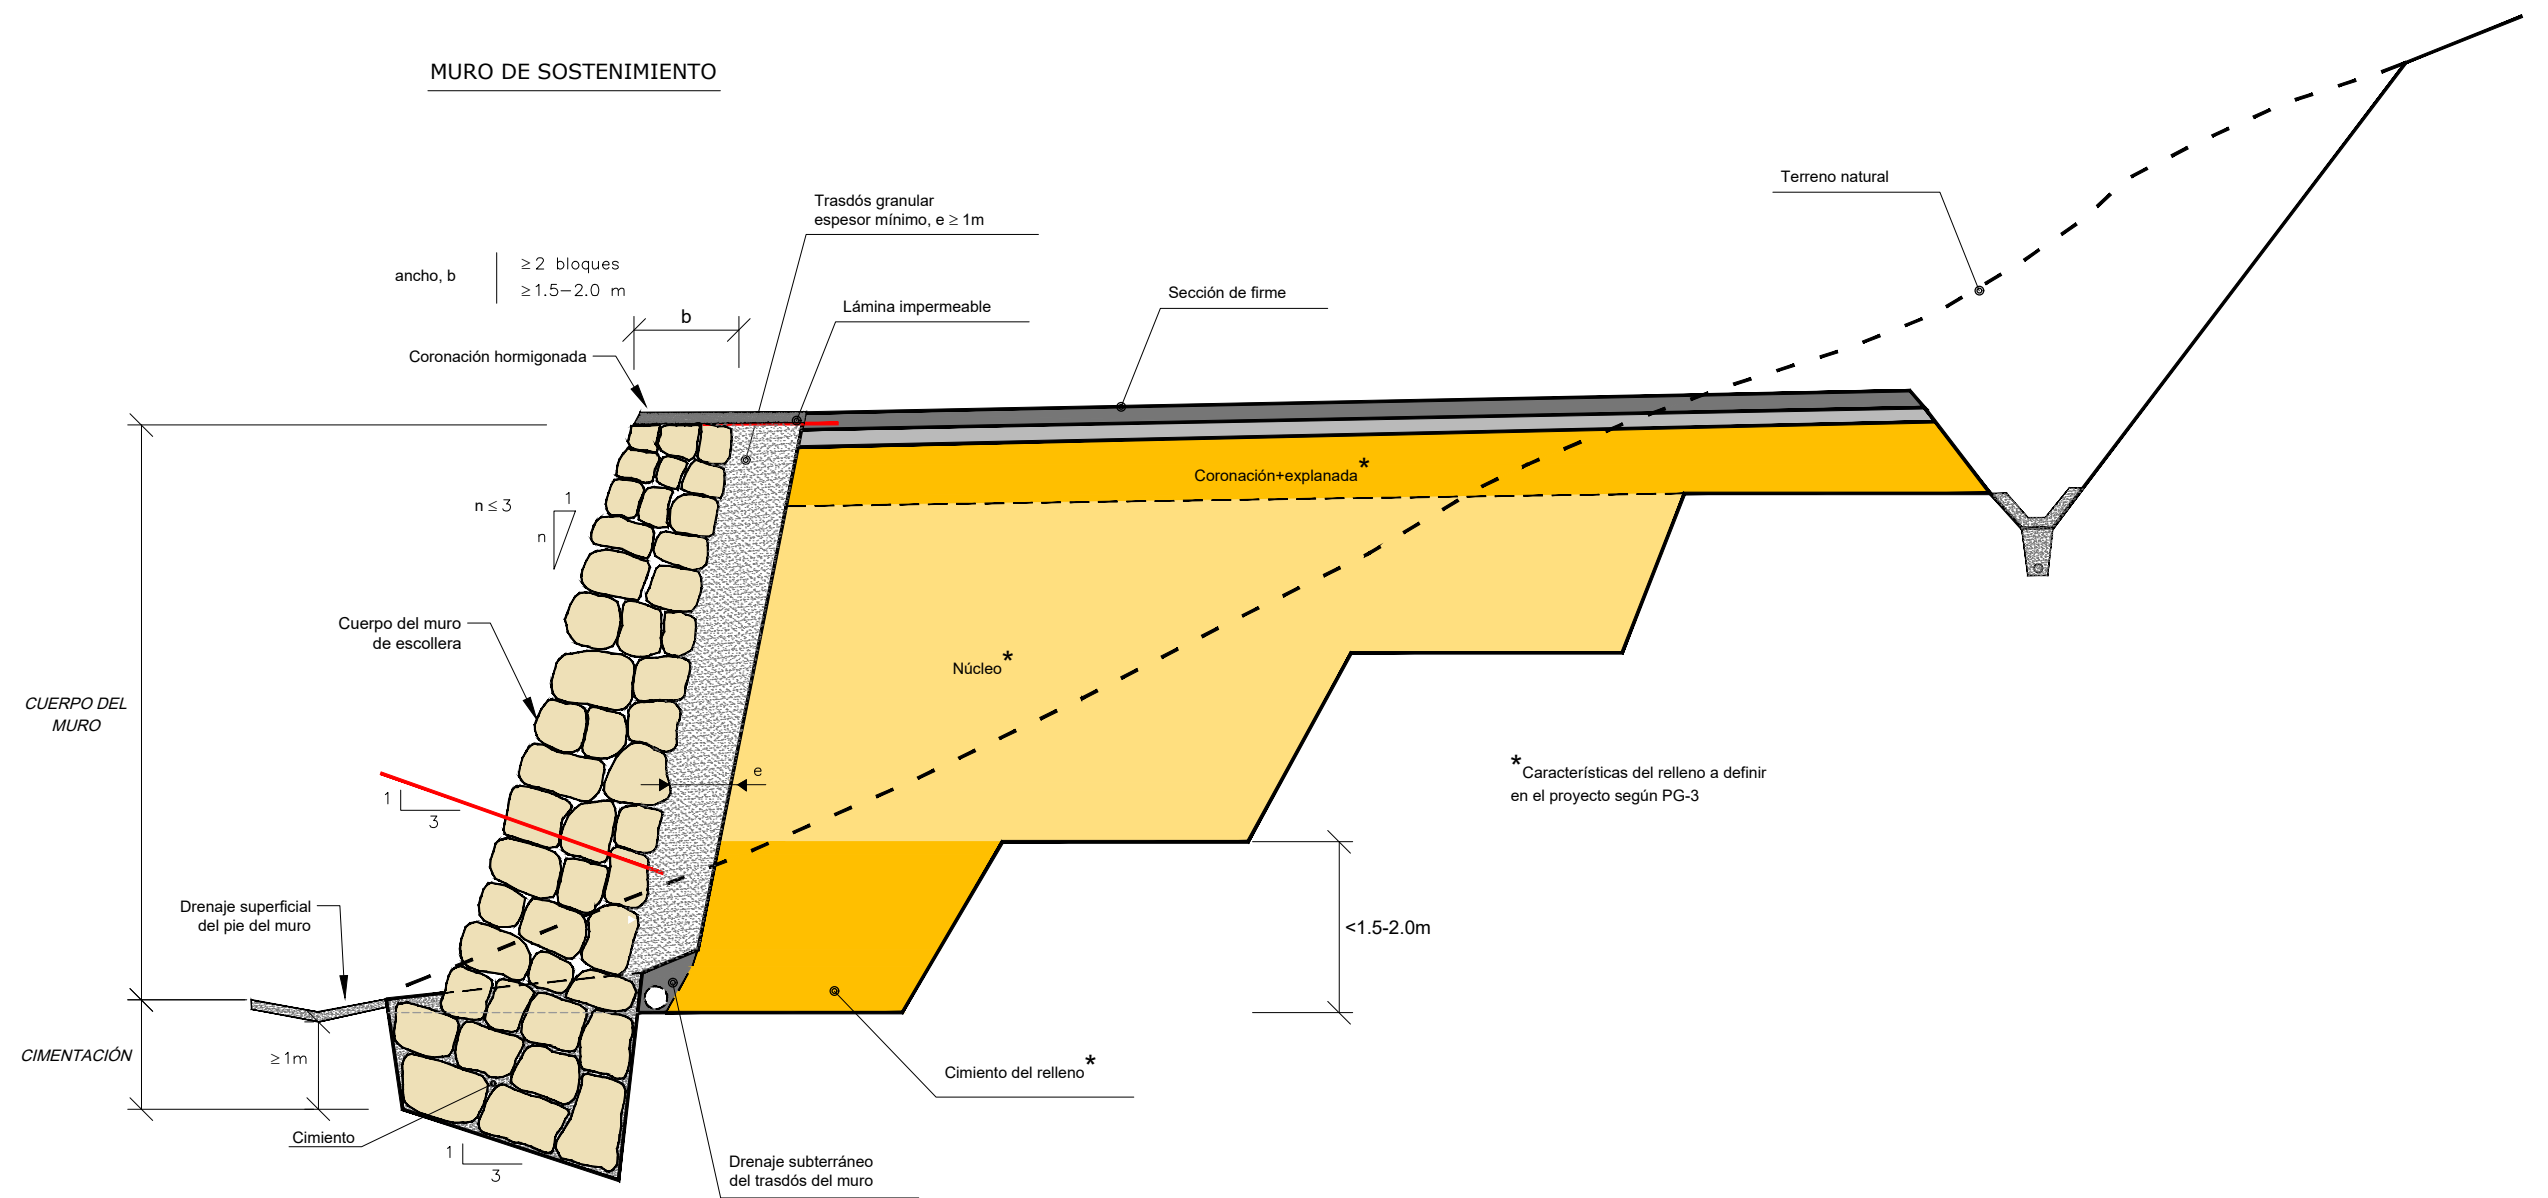 MURO DE SOSTENIMIENTO
Terreno natural
Trasdós granular
espesor mínimo, e ≥ 1m
ancho, b
≥2 bloques
≥1.5–2.0 m
Sección de firme
Lámina impermeable
b
Coronación hormigonada
Coronación+explanada*
n ≤ 3
1
n
Cuerpo del muro
de escollera
Núcleo*
CUERPO DEL
MURO
e
*Características del relleno a definir
en el proyecto según PG-3
1
3
Drenaje superficial
del pie del muro
<1.5-2.0m
CIMENTACIÓN
≥1m
Cimiento del relleno*
Cimiento
1
3
Drenaje subterráneo
del trasdós del muro